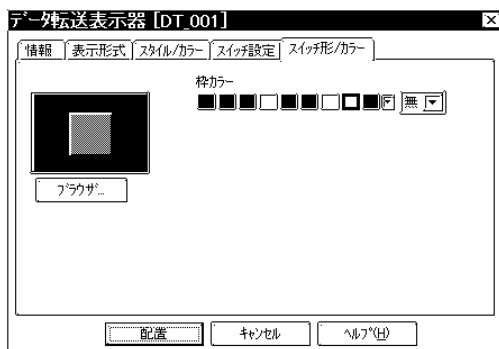 データ転送表示器 [DT_001]
情報 表示形式 スタイル/カラー スイッチ設定 スイッチ形/カラー
枠カラー
無
ブラウザ...
配置 キャンセル ヘルプ(H)